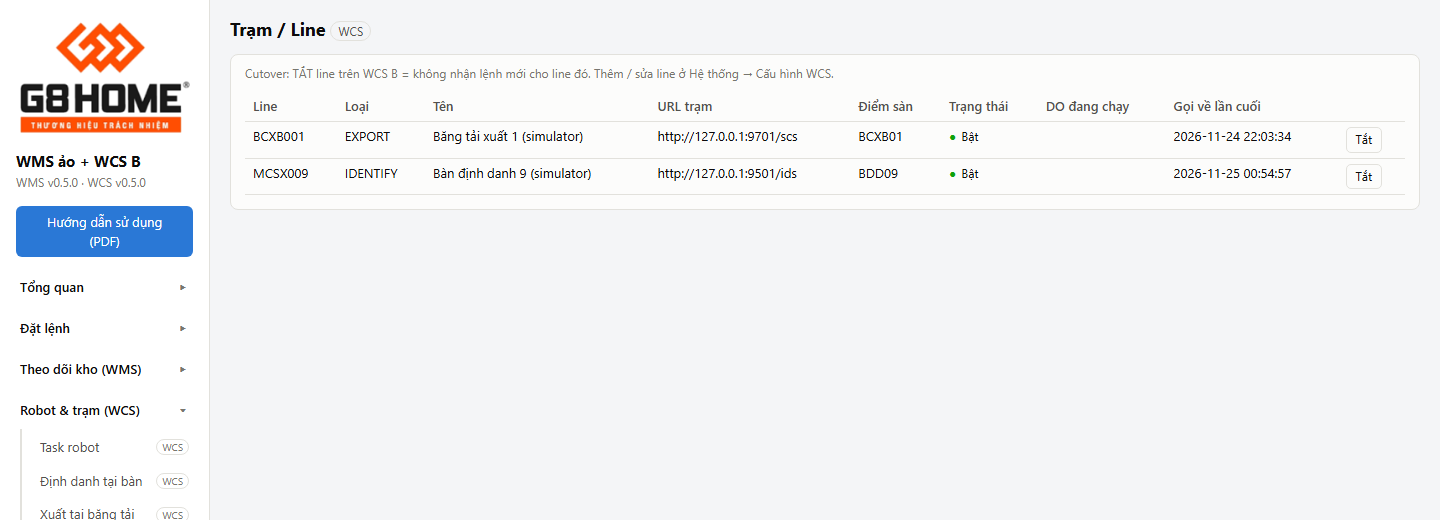 G8 HOME®
THƯƠNG HIỆU TRÁCH NHIỆM
WMS ảo + WCS B
WMS v0.5.0 · WCS v0.5.0
Hướng dẫn sử dụng
(PDF)
Tổng quan
Đặt lệnh
Theo dõi kho (WMS)
Robot & trạm (WCS)
Task robot WCS
Định danh tại bàn WCS
Xuất tại băng tải WCS
Trạm / Line WCS
Cutover: TẮT line trên WCS B = không nhận lệnh mới cho line đó. Thêm / sửa line ở Hệ thống → Cấu hình WCS.
Line Loại Tên URL trạm Điểm sàn Trạng thái DO đang chạy Gọi về lần cuối
BCXB001 EXPORT Băng tải xuất 1 (simulator) http://127.0.0.1:9701/scs BCXB01 ● Bật 2026-11-24 22:03:34 Tắt
MCSX009 IDENTIFY Bàn định danh 9 (simulator) http://127.0.0.1:9501/ids BDD09 ● Bật 2026-11-25 00:54:57 Tắt